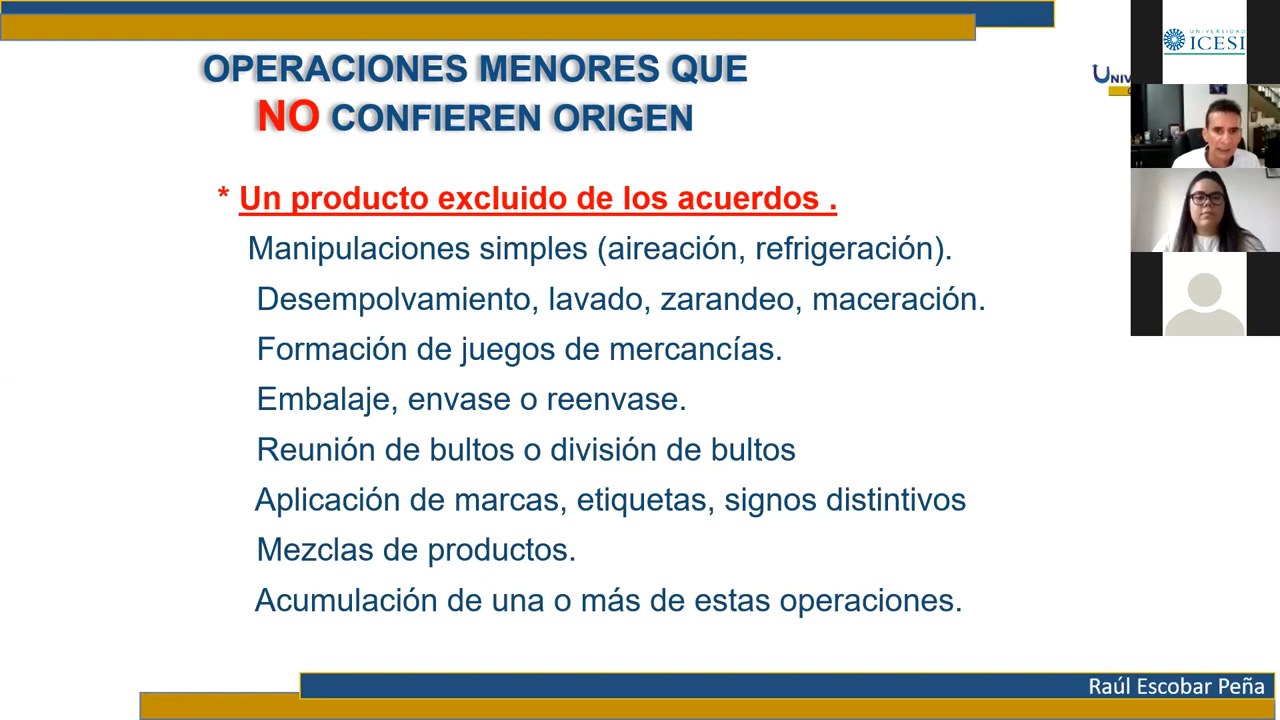 OPERACIONES MENORES QUE
NO CONFIEREN ORIGEN
* Un producto excluido de los acuerdos .
Manipulaciones simples (aireación, refrigeración).
Desempolvamiento, lavado, zarandeo, maceración.
Formación de juegos de mercancías.
Embalaje, envase o reenvase.
Reunión de bultos o división de bultos
Aplicación de marcas, etiquetas, signos distintivos
Mezclas de productos.
Acumulación de una o más de estas operaciones.
Raúl Escobar Peña
UNIVERSIDAD
ICESI